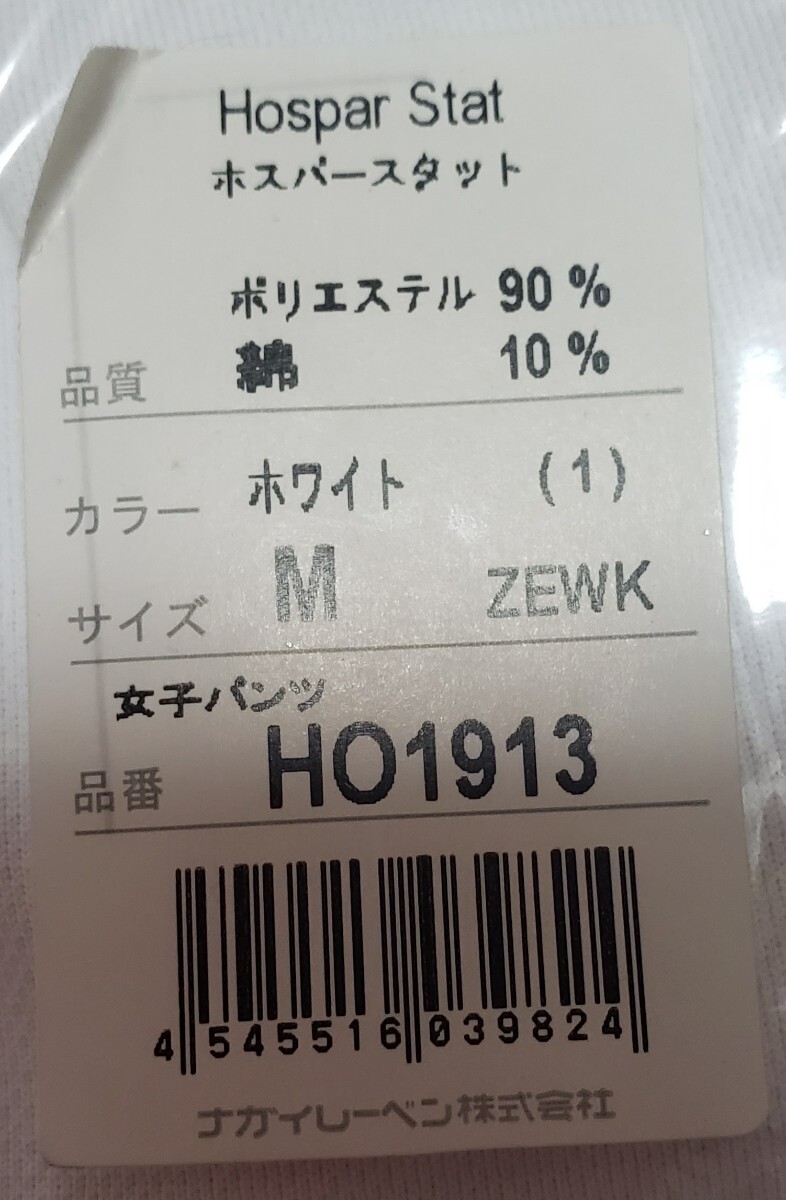 Hospar Stat
ホスパースタット
ポリエステル 90 %
品質 綿 10 %
カラー ホワイト (1)
サイズ M ZEWK
女子パンツ
品番 HO1913
4 545516 039824
ナガイレーベン株式会社